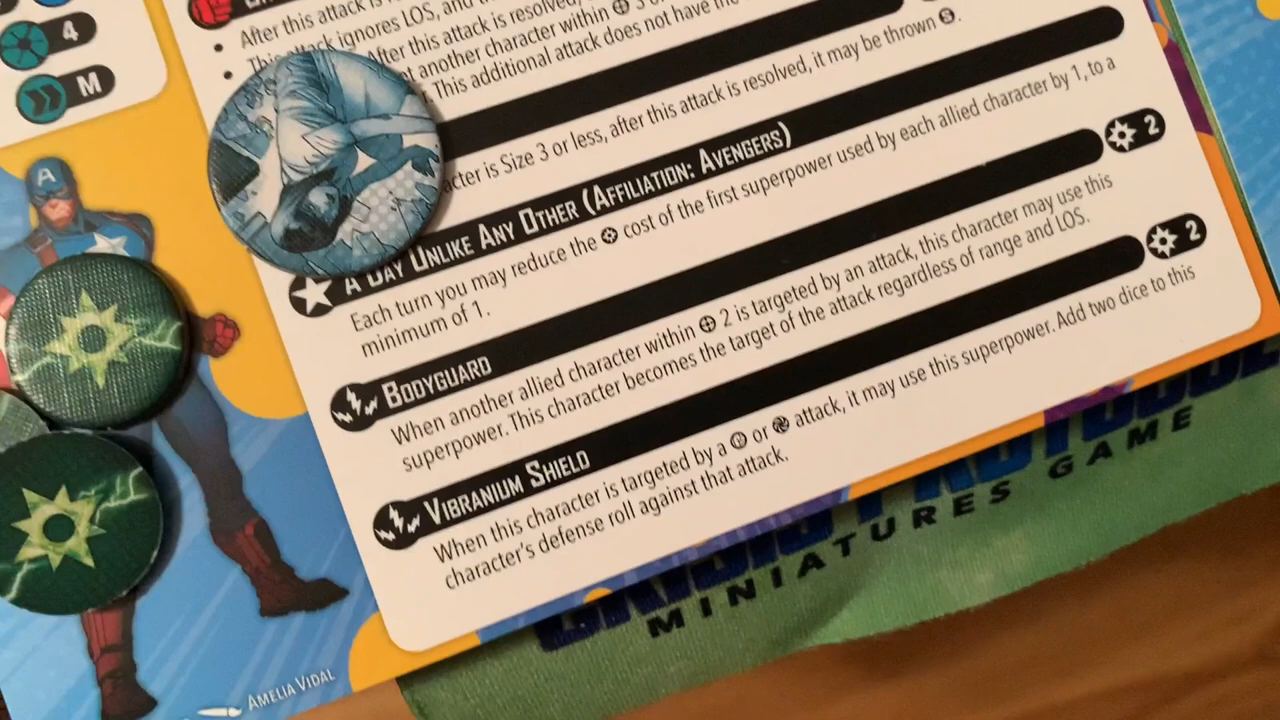 After this attack is
This attack ignores LOS, and
After this attack is resolved,
t another character within 3
. This additional attack does not have the
4
M
acter is Size 3 or less, after this attack is resolved, it may be thrown S.
A DAY UNLIKE ANY OTHER (AFFILIATION: AVENGERS)
Each turn you may reduce the cost of the first superpower used by each allied character by 1, to a
minimum of 1.
BODYGUARD 2
When another allied character within 2 is targeted by an attack, this character may use this
superpower. This character becomes the target of the attack regardless of range and LOS.
VIBRANIUM SHIELD 2
When this character is targeted by a or attack, it may use this superpower. Add two dice to this
character's defense roll against that attack.
A
MINIATURES GAME
AMELIA VIDAL